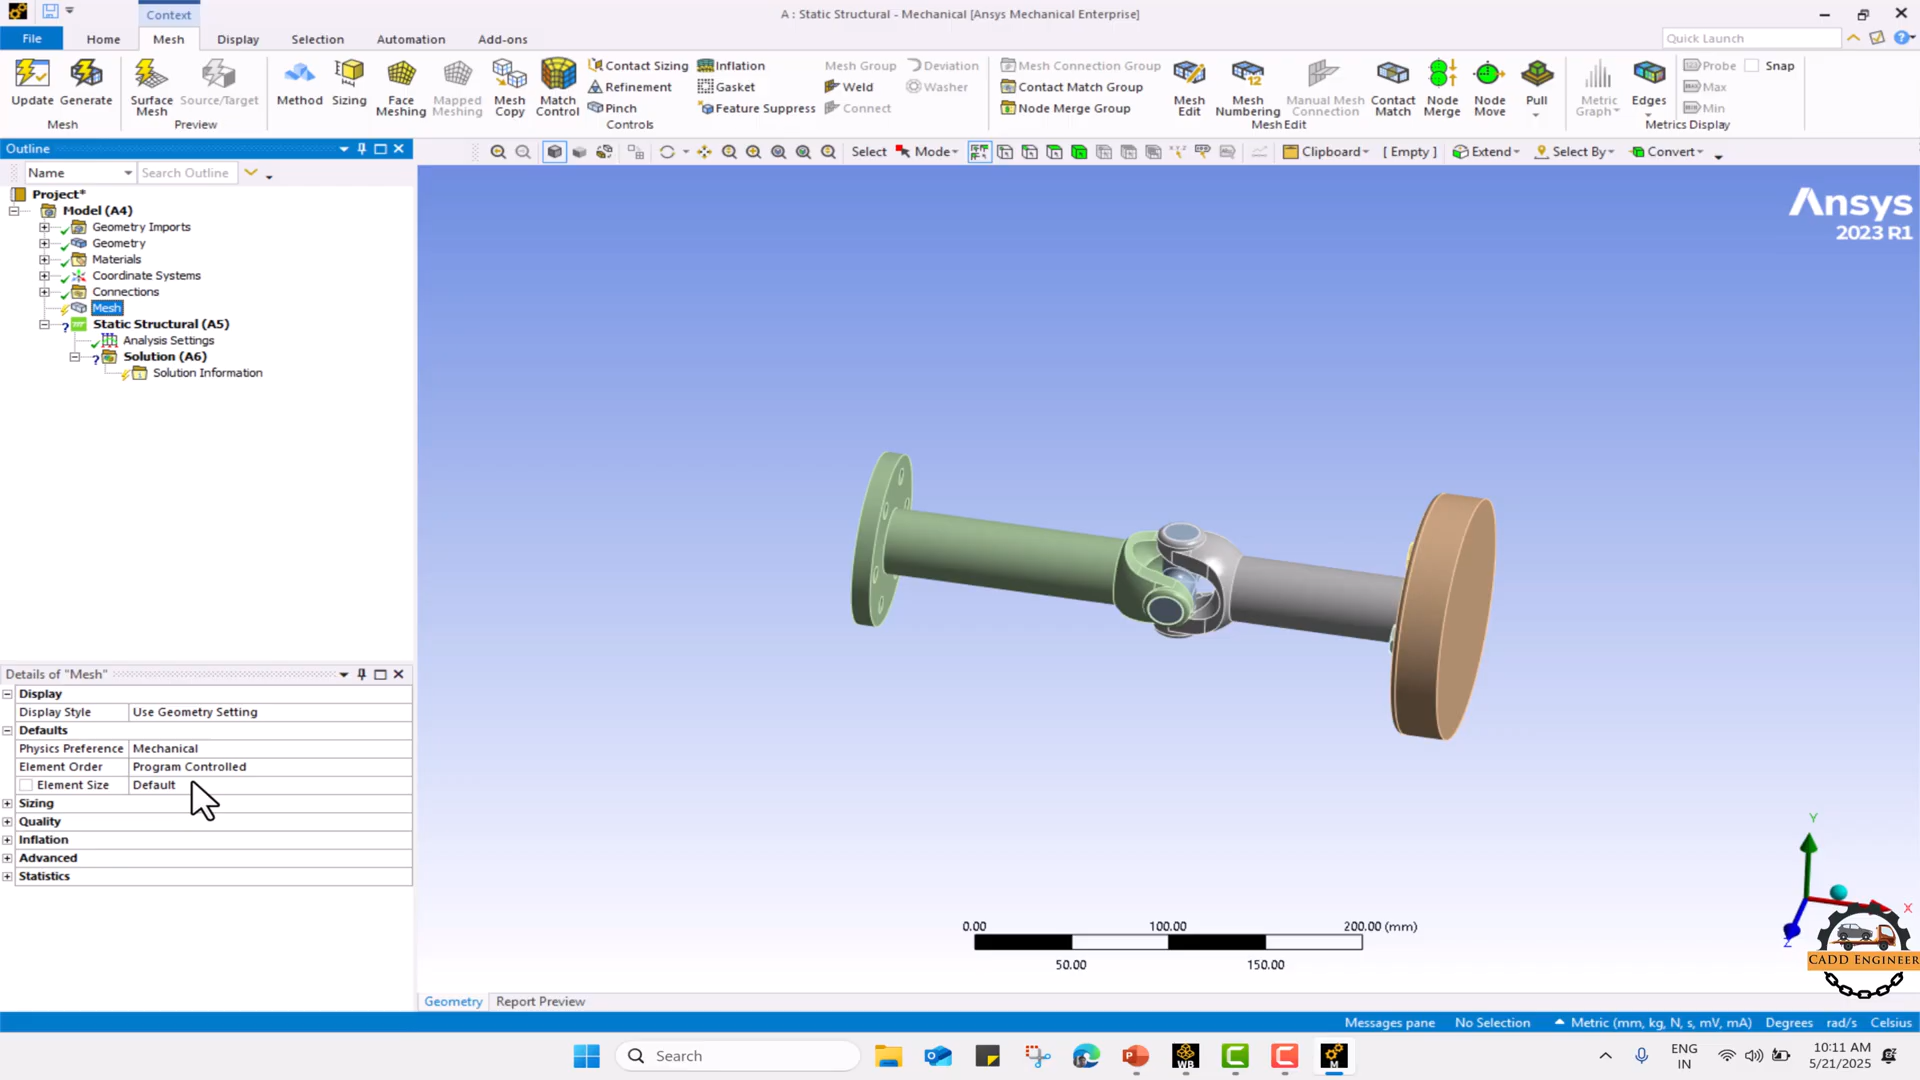 Context
A : Static Structural - Mechanical [Ansys Mechanical Enterprise]
File Home Mesh Display Selection Automation Add-ons
Quick Launch
Update Generate
Mesh
Surface Mesh Source/Target
Preview
Method Sizing Face Meshing Mapped Meshing Mesh Copy Match Control
Contact Sizing Inflation
Refinement Gasket
Pinch Feature Suppress
Controls
Mesh Group Deviation
Weld Washer
Connect
Mesh Connection Group
Contact Match Group
Node Merge Group
Mesh Edit Mesh Numbering Manual Mesh Connection Contact Match Node Merge Node Move Pull
Mesh Edit
Metric Graph Edges
Probe Snap
Max
Min
Metrics Display
Outline
Name Search Outline
Select Mode Clipboard [ Empty ] Extend Select By Convert
Project*
Model (A4)
Geometry Imports
Geometry
Materials
Coordinate Systems
Connections
Mesh
Static Structural (A5)
Analysis Settings
Solution (A6)
Solution Information
Ansys
2023 R1
Details of "Mesh"
Display
Display Style Use Geometry Setting
Defaults
Physics Preference Mechanical
Element Order Program Controlled
Element Size Default
Sizing
Quality
Inflation
Advanced
Statistics
0.00 100.00 200.00 (mm)
50.00 150.00
Y
X
Z
CADD ENGINEER
Geometry Report Preview
Messages pane No Selection Metric (mm, kg, N, s, mV, mA) Degrees rad/s Celsius
Search
WB
M
ENG
IN
10:11 AM
5/21/2025